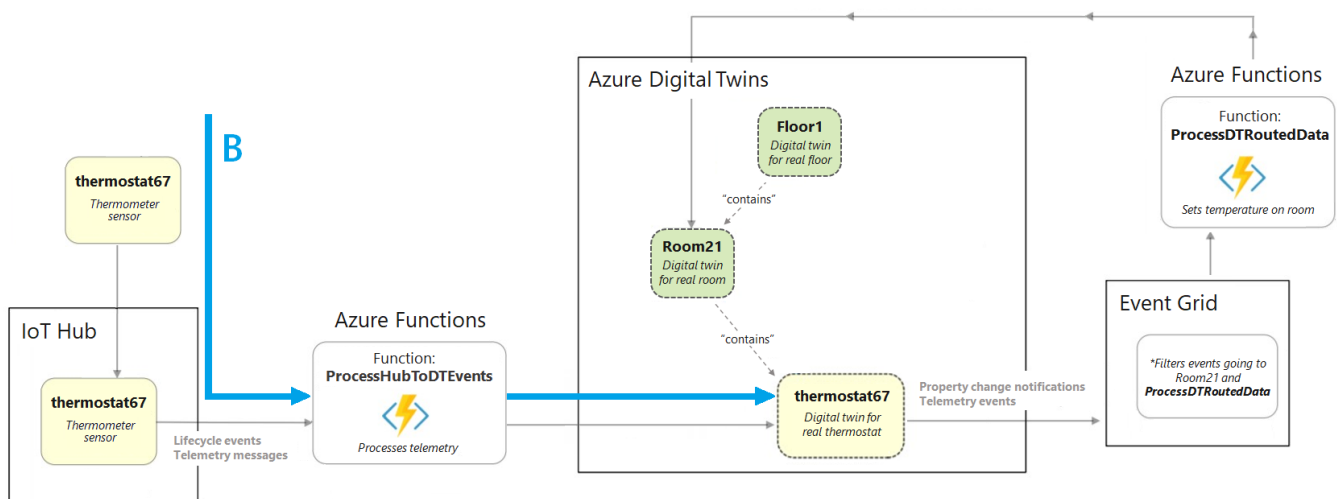 Azure Digital Twins
Floor1
Digital twin
for real floor
"contains"
Room21
Digital twin
for real room
"contains"
thermostat67
Digital twin for
real thermostat
B
thermostat67
Thermometer
sensor
IoT Hub
thermostat67
Thermometer
sensor
Lifecycle events
Telemetry messages
Azure Functions
Function:
ProcessHubToDTEvents
Processes telemetry
Property change notifications
Telemetry events
Azure Functions
Function:
ProcessDTRoutedData
Sets temperature on room
Event Grid
*Filters events going to
Room21 and
ProcessDTRoutedData